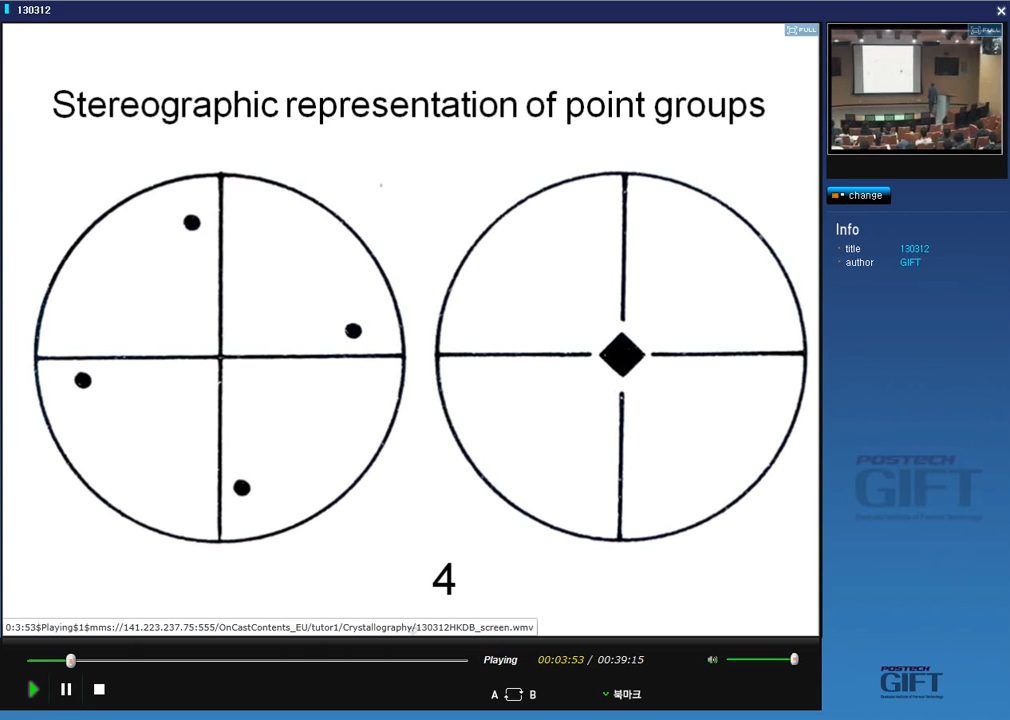 130312
FULL
FULL
Stereographic representation of point groups
4
change
Info
title 130312
author GIFT
POSTECH
GIFT
0:3:53$Playing$1$mms://141.223.237.75:555/OnCastContents_EU/tutor1/Crystallography/130312HKDB_screen.wmv
Playing 00:03:53 / 00:39:15
A B 북마크
POSTECH
GIFT